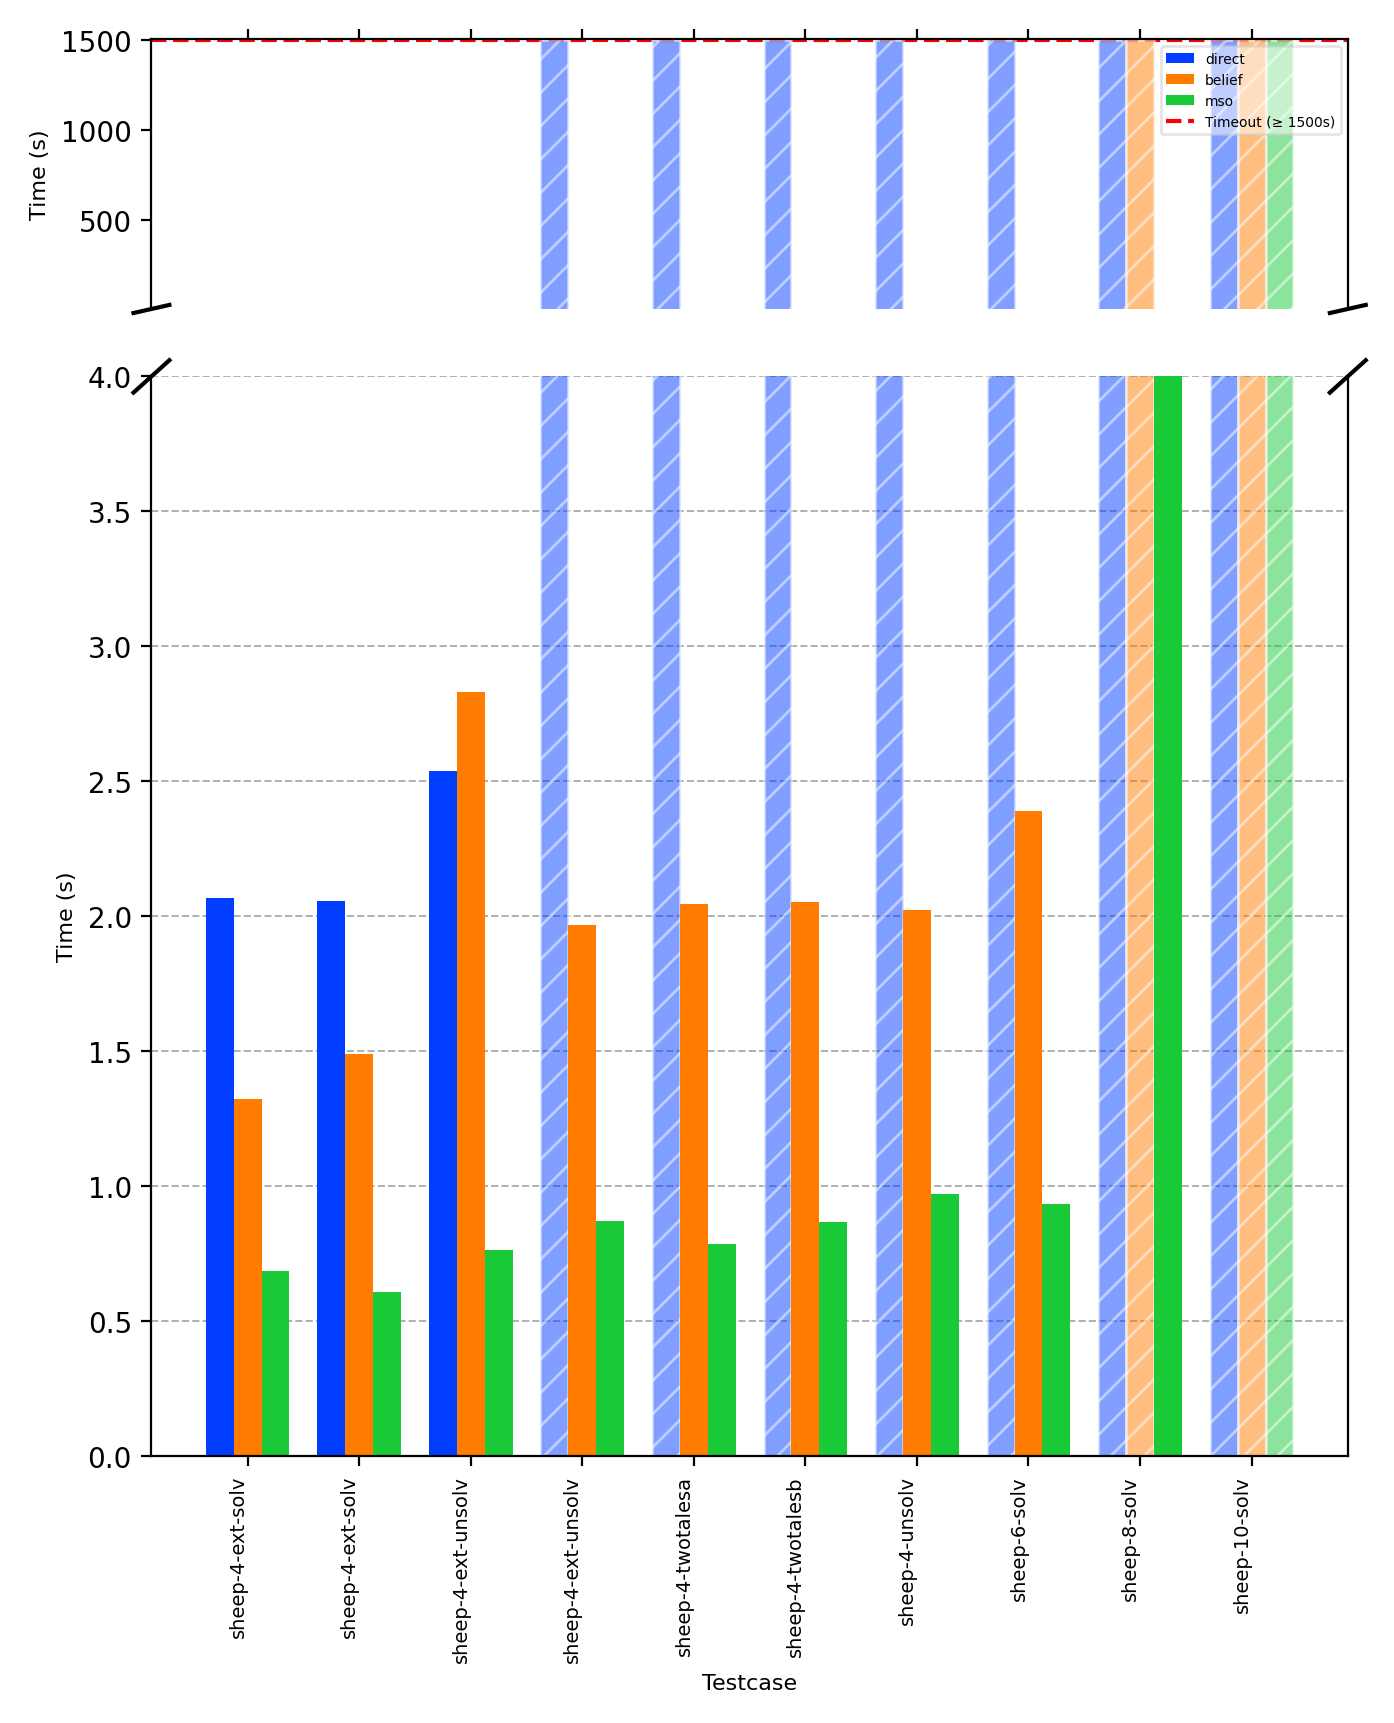 1500
1000
500
Time (s)
direct
belief
mso
Timeout (≥ 1500s)
4.0
3.5
3.0
2.5
2.0
1.5
1.0
0.5
0.0
Time (s)
sheep-4-ext-solv
sheep-4-ext-solv
sheep-4-ext-unsolv
sheep-4-ext-unsolv
sheep-4-twotalesa
sheep-4-twotalesb
sheep-4-unsolv
sheep-6-solv
sheep-8-solv
sheep-10-solv
Testcase